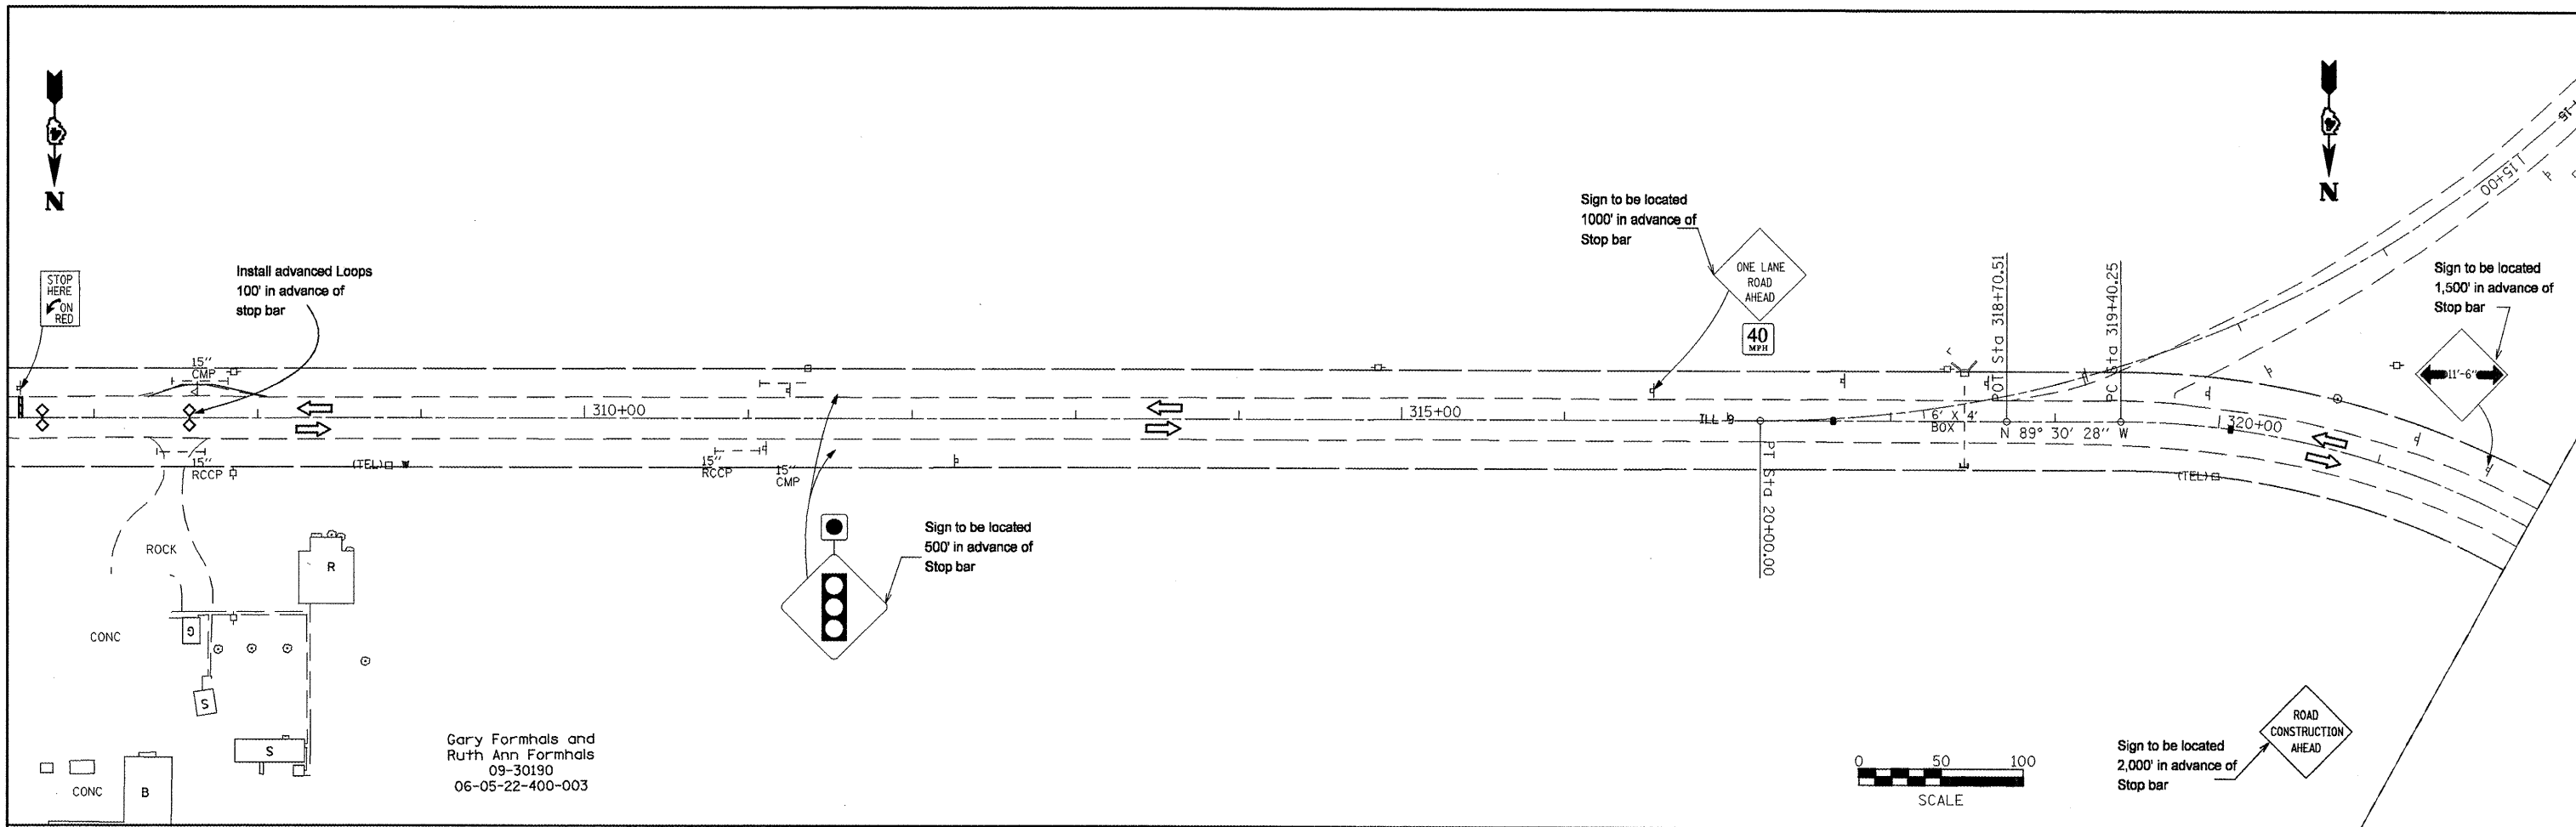 N
N
STOP
HERE
ON
RED
Install advanced Loops
100' in advance of
stop bar
Sign to be located
1000' in advance of
Stop bar
ONE LANE
ROAD
AHEAD
40
MPH
POT Sta 318+70.51
PC Sta 319+40.25
115+00
Sign to be located
1,500' in advance of
Stop bar
11'-6"
15"
CMP
310+00
315+00
ILL 9
6' X 4'
BOX
N 89° 30' 28" W
320+00
15"
RCCP
(TEL)
15"
RCCP
15"
CMP
PT Sta 20+00.00
(TEL)
Sign to be located
500' in advance of
Stop bar
ROCK
R
CONC
G
S
S
CONC
B
Gary Formhals and
Ruth Ann Formhals
09-30190
06-05-22-400-003
0 50 100
SCALE
Sign to be located
2,000' in advance of
Stop bar
ROAD
CONSTRUCTION
AHEAD